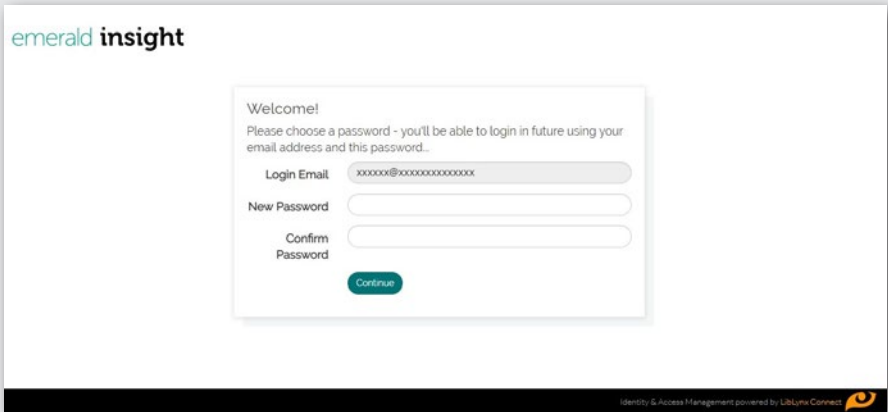 emerald insight
Welcome!
Please choose a password - you'll be able to login in future using your
email address and this password...
Login Email xxxxxx@xxxxxxxxxxxxxx
New Password
Confirm
Password
Continue
Identity & Access Management powered by LibLynx Connect